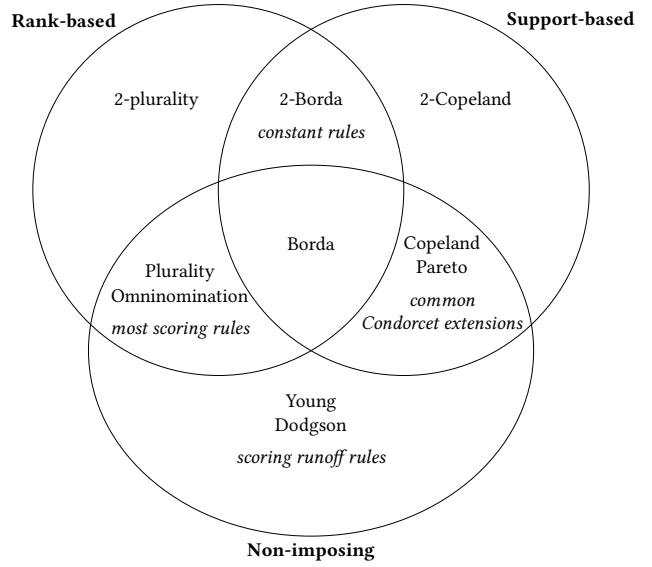 Rank-based
Support-based
2-plurality
2-Borda
2-Copeland
constant rules
Borda
Copeland
Pareto
Plurality
Omninomination
common
Condorcet extensions
most scoring rules
Young
Dodgson
scoring runoff rules
Non-imposing